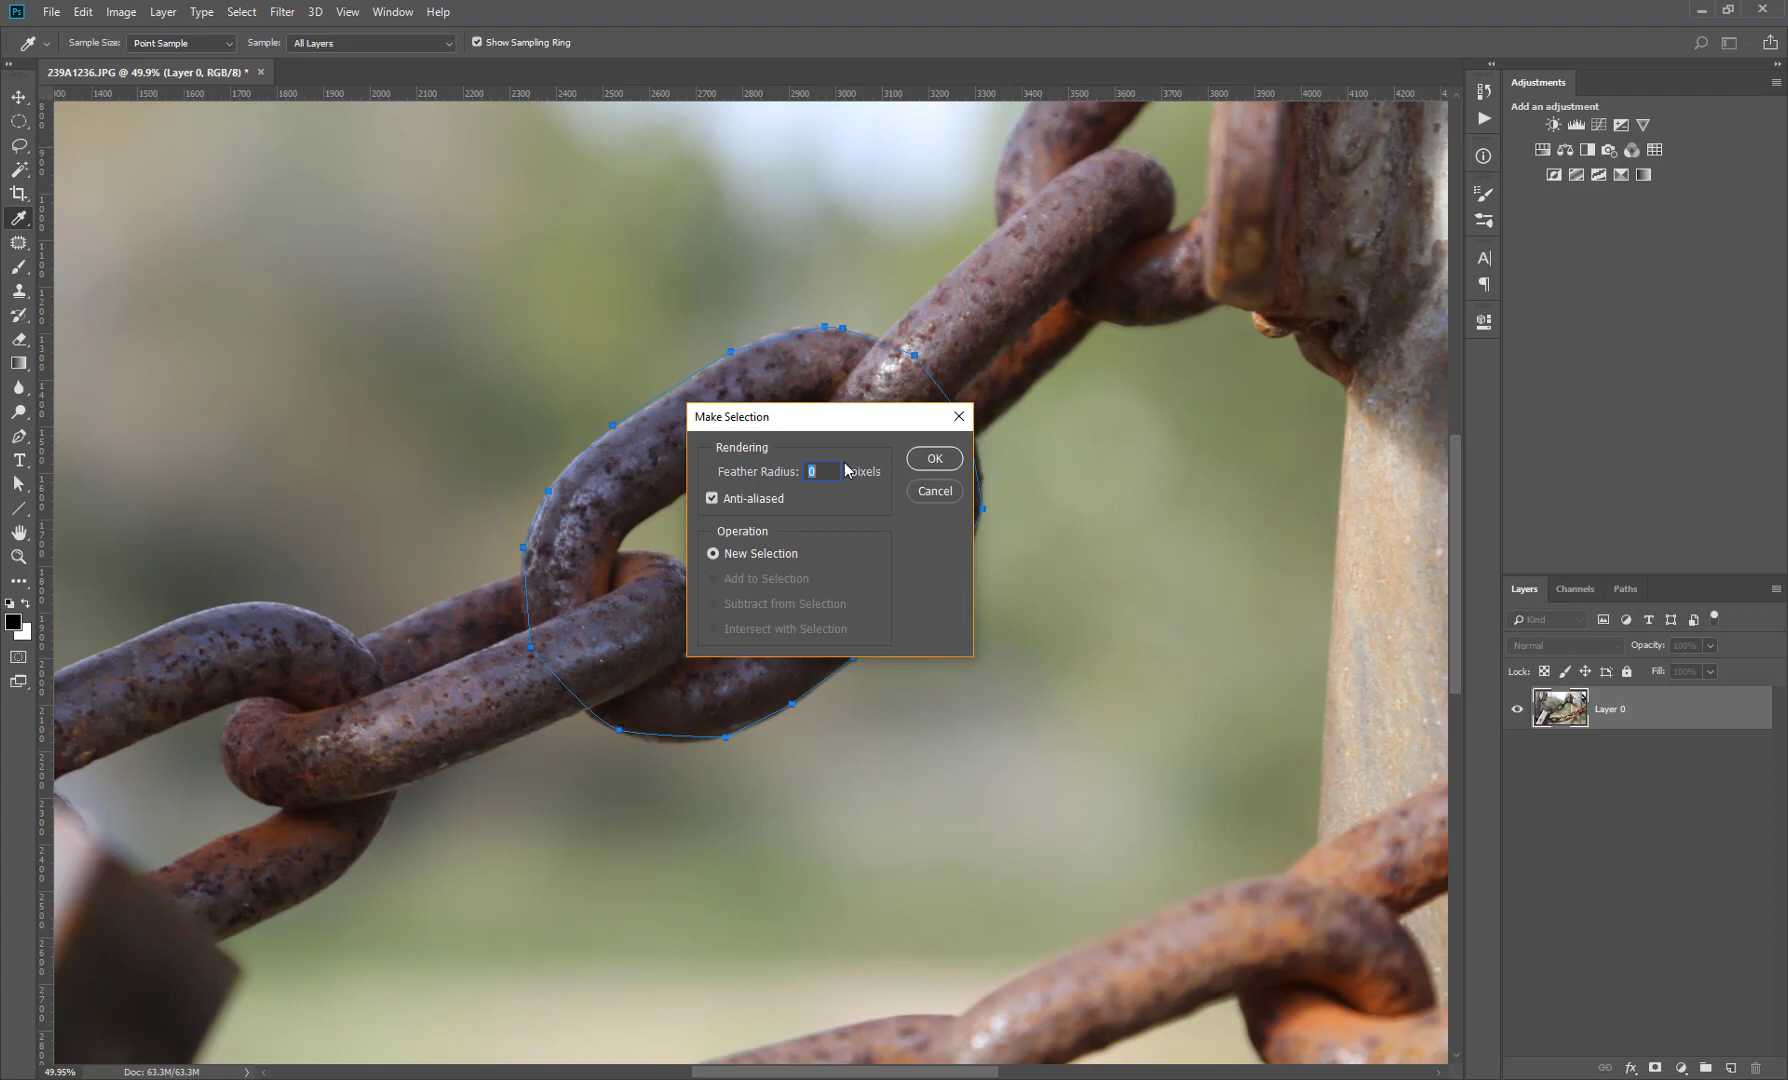 Ps File Edit Image Layer Type Select Filter 3D View Window Help
Sample Size: Point Sample Sample: All Layers Show Sampling Ring
239A1236.JPG @ 49.9% (Layer 0, RGB/8) *
1400 1500 1600 1700 1800 1900 2000 2100 2200 2300 2400 2500 2600 2700 2800 2900 3000 3100 3200 3300 3400 3500 3600 3700 3800 3900 4000 4100 4200
Adjustments
Add an adjustment
Make Selection
Rendering
Feather Radius: 0 pixels
OK
Anti-aliased
Cancel
Operation
New Selection
Add to Selection
Subtract from Selection
Intersect with Selection
Layers Channels Paths
Kind
Normal Opacity: 100%
Lock: Fill: 100%
Layer 0
49.95% Doc: 63.3M/63.3M